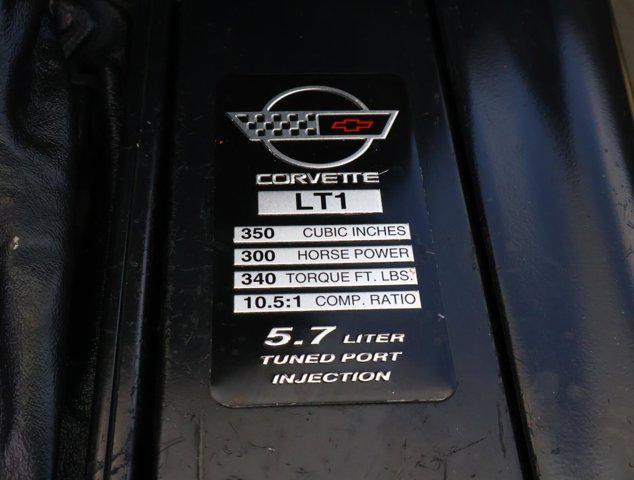 CORVETTE
LT1
350 CUBIC INCHES
300 HORSE POWER
340 TORQUE FT. LBS.
10.5:1 COMP. RATIO
5.7 LITER
TUNED PORT
INJECTION